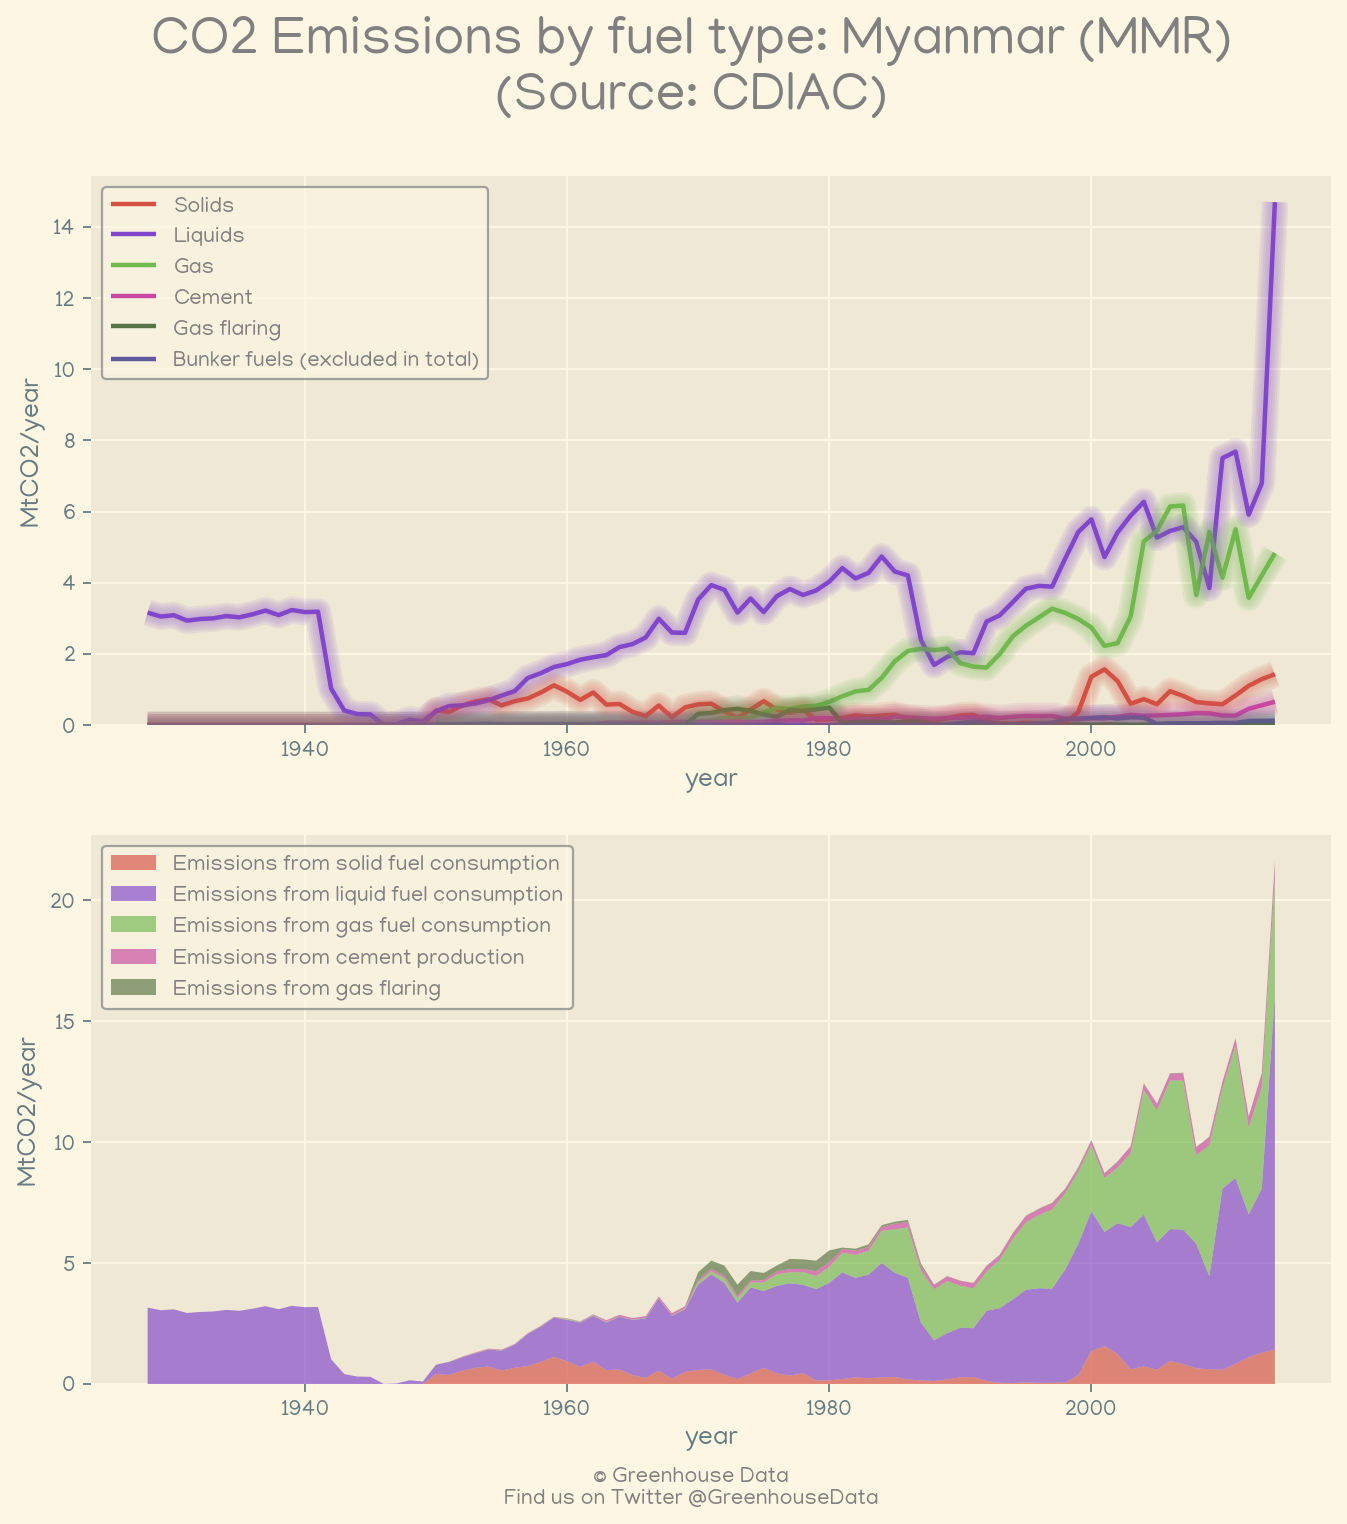 CO2 Emissions by fuel type: Myanmar (MMR)
(Source: CDIAC)
Solids
Liquids
Gas
Cement
Gas flaring
Bunker fuels (excluded in total)
14
12
10
8
6
4
2
0
MtCO2/year
1940 1960 1980 2000
year
Emissions from solid fuel consumption
Emissions from liquid fuel consumption
Emissions from gas fuel consumption
Emissions from cement production
Emissions from gas flaring
20
15
10
5
0
MtCO2/year
1940 1960 1980 2000
year
© Greenhouse Data
Find us on Twitter @GreenhouseData